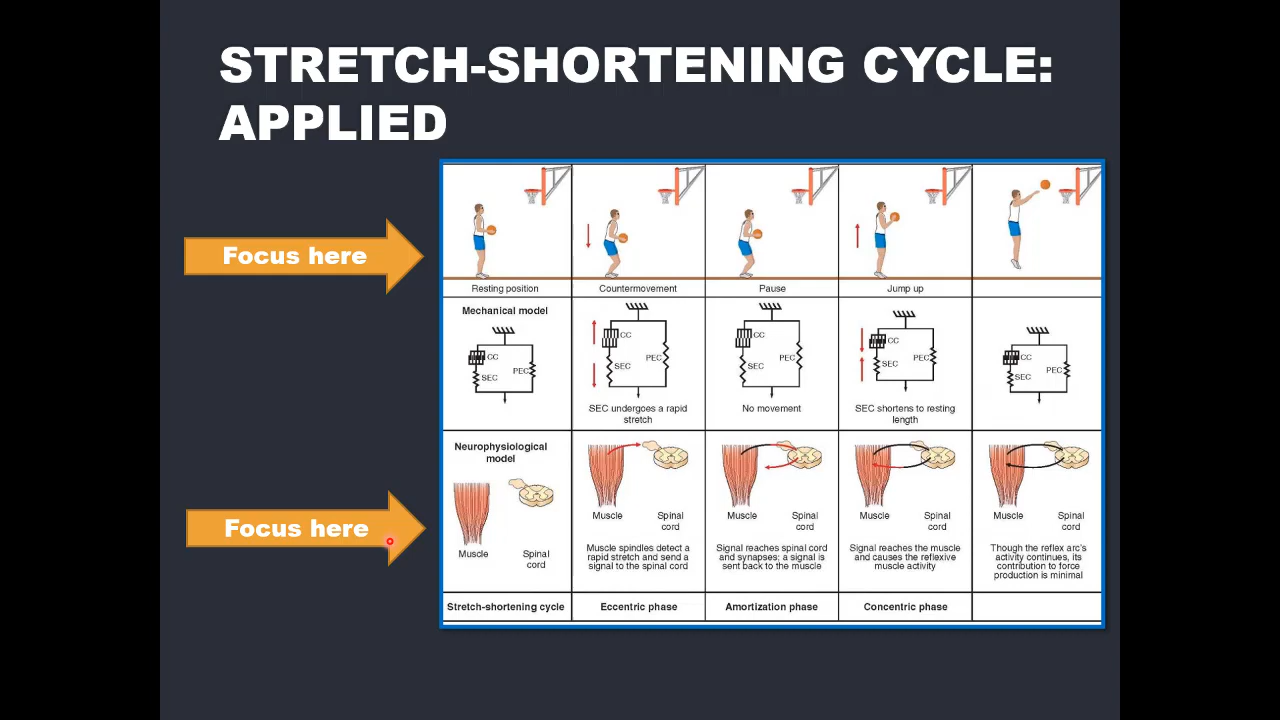 STRETCH-SHORTENING CYCLE:
APPLIED
Focus here
Resting position
Countermovement
Pause
Jump up
Mechanical model
CC
SEC
PEC
CC
SEC
PEC
SEC undergoes a rapid
stretch
CC
SEC
PEC
No movement
CC
SEC
PEC
SEC shortens to resting
length
CC
SEC
PEC
Focus here
Neurophysiological
model
Muscle
Spinal
cord
Muscle
Spinal
cord
Muscle spindles detect a
rapid stretch and send a
signal to the spinal cord
Muscle
Spinal
cord
Signal reaches spinal cord
and synapses; a signal is
sent back to the muscle
Muscle
Spinal
cord
Signal reaches the muscle
and causes the reflexive
muscle activity
Muscle
Spinal
cord
Though the reflex arc's
activity continues, its
contribution to force
production is minimal
Stretch-shortening cycle
Eccentric phase
Amortization phase
Concentric phase